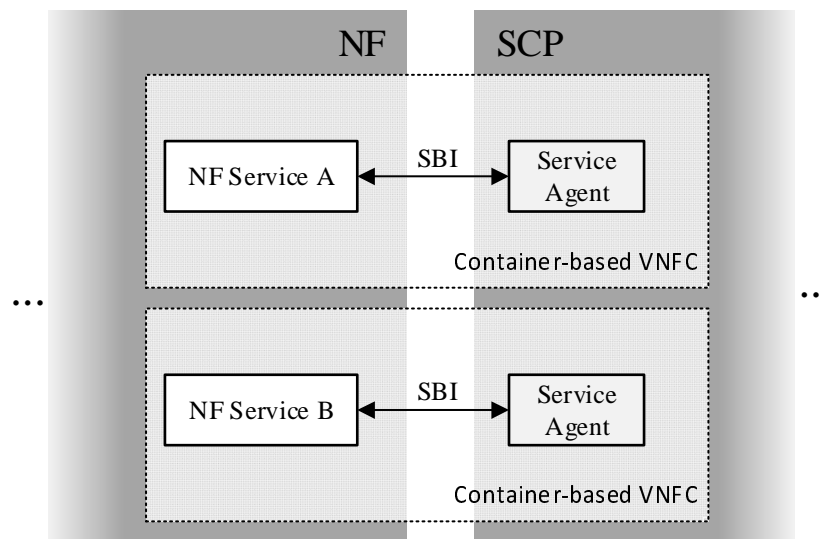 NF SCP
NF Service A
SBI
Service
Agent
Container-based VNFC
...
..
NF Service B
SBI
Service
Agent
Container-based VNFC